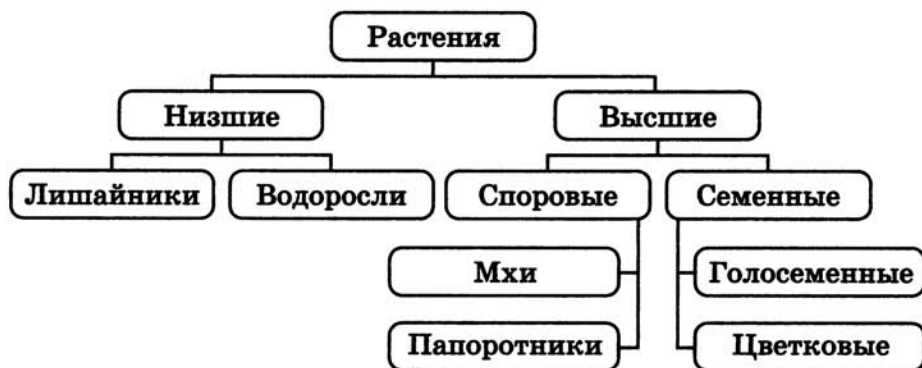 Растения
Низшие
Высшие
Лишайники
Водоросли
Споровые
Семенные
Мхи
Голосеменные
Папоротники
Цветковые